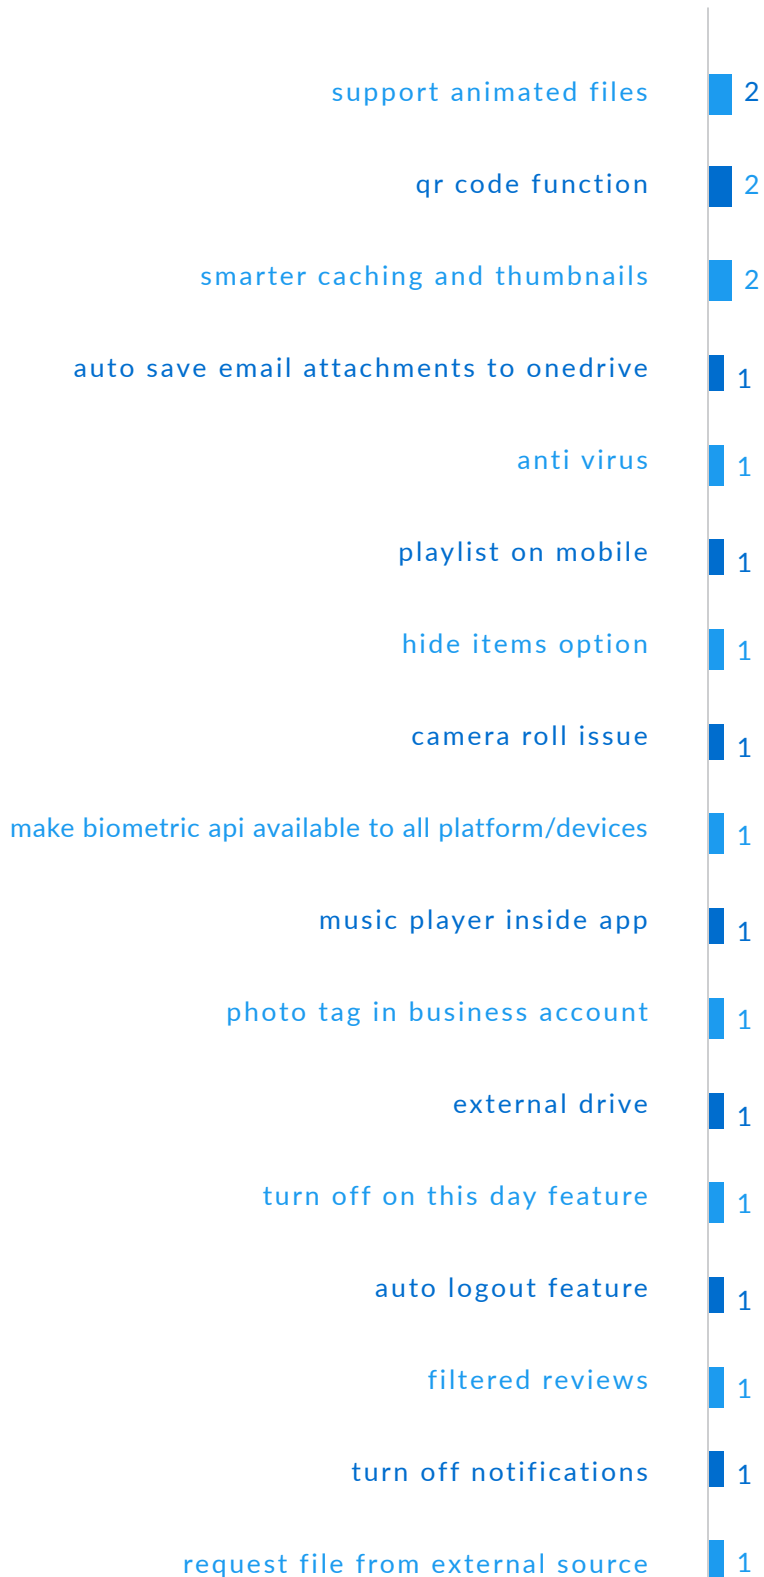 support animated files 2
qr code function 2
smarter caching and thumbnails 2
auto save email attachments to onedrive 1
anti virus 1
playlist on mobile 1
hide items option 1
camera roll issue 1
make biometric api available to all platform/devices 1
music player inside app 1
photo tag in business account 1
external drive 1
turn off on this day feature 1
auto logout feature 1
filtered reviews 1
turn off notifications 1
request file from external source 1